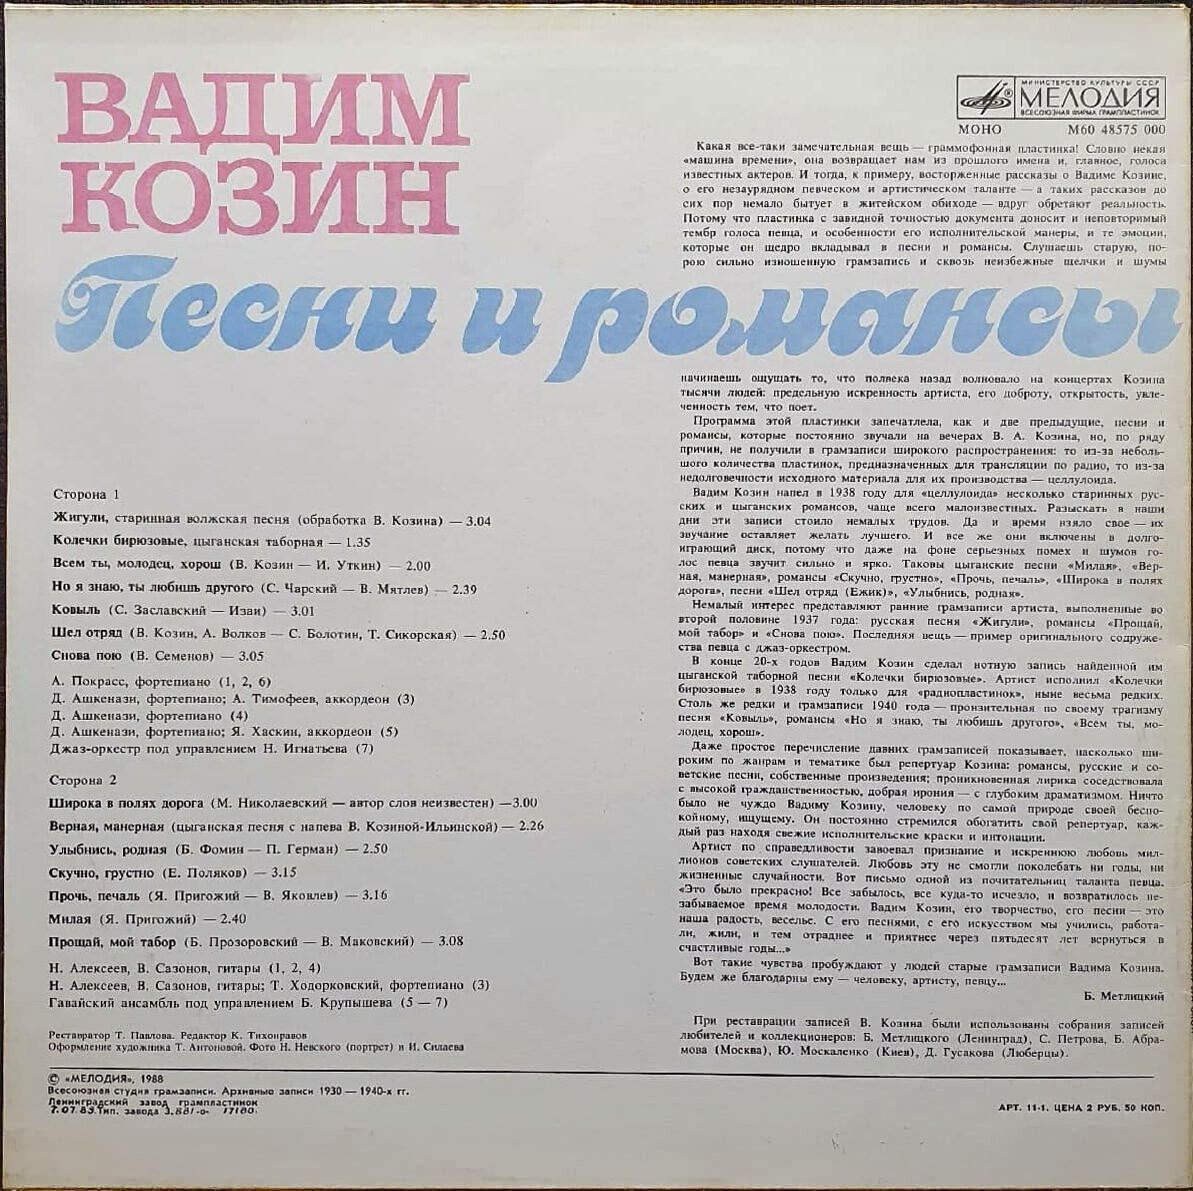 ВАДИМ
КОЗИН
Песни и романсы
МИНИСТЕРСТВО КУЛЬТУРЫ СССР
МЕЛОДИЯ
ВСЕСОЮЗНАЯ ФИРМА ГРАМПЛАСТИНОК
МОНО М60 48575 000
Какая все-таки замечательная вещь — граммофонная пластинка! Словно некая
«машина времени», она возвращает нам из прошлого имена и, главное, голоса
известных актеров. И тогда, к примеру, восторженные рассказы о Вадиме Козине,
о его незаурядном певческом и артистическом таланте — а таких рассказов до
сих пор немало бытует в житейском обиходе — вдруг обретают реальность.
Потому что пластинка с завидной точностью документа доносит и неповторимый
тембр голоса певца, и особенности его исполнительской манеры, и те эмоции,
которые он щедро вкладывал в песни и романсы. Слушаешь старую, по-
рою сильно изношенную грамзапись и сквозь неизбежные щелчки и шумы
начинаешь ощущать то, что полвека назад волновало на концертах Козина
тысячи людей: предельную искренность артиста, его доброту, открытость, увле-
ченность тем, что поет.
Программа этой пластинки запечатлела, как и две предыдущие, песни и
романсы, которые постоянно звучали на вечерах В. А. Козина, но, по ряду
причин, не получили в грамзаписи широкого распространения: то из-за неболь-
шого количества пластинок, предназначенных для трансляции по радио, то из-за
недолговечности исходного материала для их производства — целлулоида.
Вадим Козин напел в 1938 году для «целлулоида» несколько старинных рус-
ских и цыганских романсов, чаще всего малоизвестных. Разыскать в наши
дни эти записи стоило немалых трудов. Да и время взяло свое — их
звучание оставляет желать лучшего. И все же они включены в долго-
играющий диск, потому что даже на фоне серьезных помех и шумов го-
лос певца звучит сильно и ярко. Таковы цыганские песни «Милая», «Вер-
ная, манерная», романсы «Скучно, грустно», «Прочь, печаль», «Широка в полях
дорога», песни «Шел отряд (Ежик)», «Улыбнись, родная».
Немалый интерес представляют ранние грамзаписи артиста, выполненные во
второй половине 1937 года: русская песня «Жигули», романсы «Прощай,
мой табор» и «Снова пою». Последняя вещь — пример оригинального содруже-
ства певца с джаз-оркестром.
В конце 20-х годов Вадим Козин сделал нотную запись найденной им
цыганской таборной песни «Колечки бирюзовые». Артист исполнил «Колечки
бирюзовые» в 1938 году только для «радиопластинок», ныне весьма редких.
Столь же редки и грамзаписи 1940 года — пронзительная по своему трагизму
песня «Ковыль», романсы «Но я знаю, ты любишь другого», «Всем ты, мо-
лодец, хорош».
Даже простое перечисление давних грамзаписей показывает, насколько ши-
роким по жанрам и тематике был репертуар Козина: романсы, русские и со-
ветские песни, собственные произведения; проникновенная лирика соседствовала
с высокой гражданственностью, добрая ирония — с глубоким драматизмом. Ничто
было не чуждо Вадиму Козину, человеку по самой природе своей беспо-
койному, ищущему. Он постоянно стремился обогатить свой репертуар, каж-
дый раз находя свежие исполнительские краски и интонации.
Артист по справедливости завоевал признание и искреннюю любовь мил-
лионов советских слушателей. Любовь эту не смогли поколебать ни годы, ни
жизненные случайности. Вот письмо одной из почитательниц таланта певца.
«Это было прекрасно! Все забылось, все куда-то исчезло, и возвратилось не-
забываемое время молодости. Вадим Козин, его творчество, его песни — это
наша радость, веселье. С его песнями, с его искусством мы учились, работа-
ли, жили, и тем отраднее и приятнее через пятьдесят лет вернуться в
счастливые годы...»
Вот такие чувства пробуждают у людей старые грамзаписи Вадима Козина.
Будем же благодарны ему — человеку, артисту, певцу...
Б. Метлицкий
При реставрации записей В. Козина были использованы собрания записей
любителей и коллекционеров: Б. Метлицкого (Ленинград), С. Петрова, Б. Абра-
мова (Москва), Ю. Москаленко (Киев), Д. Гусакова (Люберцы).
Сторона 1
Жигули, старинная волжская песня (обработка В. Козина) — 3.04
Колечки бирюзовые, цыганская таборная — 1.35
Всем ты, молодец, хорош (В. Козин — И. Уткин) — 2.00
Но я знаю, ты любишь другого (С. Чарский — В. Мятлев) — 2.39
Ковыль (С. Заславский — Изаи) — 3.01
Шел отряд (В. Козин, А. Волков — С. Болотин, Т. Сикорская) — 2.50
Снова пою (В. Семенов) — 3.05
А. Покрасс, фортепиано (1, 2, 6)
Д. Ашкенази, фортепиано; А. Тимофеев, аккордеон (3)
Д. Ашкенази, фортепиано (4)
Д. Ашкенази, фортепиано; Я. Хаскин, аккордеон (5)
Джаз-оркестр под управлением Н. Игнатьева (7)
Сторона 2
Широка в полях дорога (М. Николаевский — автор слов неизвестен) —3.00
Верная, манерная (цыганская песня с напева В. Козиной-Ильинской) — 2.26
Улыбнись, родная (Б. Фомин — П. Герман) — 2.50
Скучно, грустно (Е. Поляков) — 3.15
Прочь, печаль (Я. Пригожий — В. Яковлев) — 3.16
Милая (Я. Пригожий) — 2.40
Прощай, мой табор (Б. Прозоровский — В. Маковский) — 3.08
Н. Алексеев, В. Сазонов, гитары (1, 2, 4)
Н. Алексеев, В. Сазонов, гитары; Т. Ходорковский, фортепиано (3)
Гавайский ансамбль под управлением Б. Крупышева (5 — 7)
Реставратор Т. Павлова. Редактор К. Тихонравов
Оформление художника Т. Антоновой. Фото Н. Невского (портрет) и И. Силаева
© «МЕЛОДИЯ», 1988
Всесоюзная студия грамзаписи. Архивные записи 1930 — 1940-х гг.
Ленинградский завод грампластинок
7.07.89.Тип. завода З.881-0- 17180.
АРТ. 11-1. ЦЕНА 2 РУБ. 50 КОП.